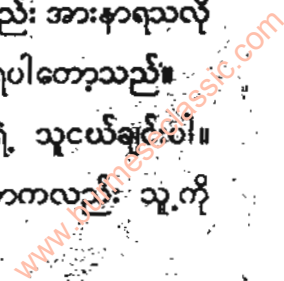 ည်း အားနာရသလို
ရပါတော့သည်။
ရဲ့ သူငယ်ချင်းပါ။
ာကလည်း သူ့ကို
www.burmeseclassic.com